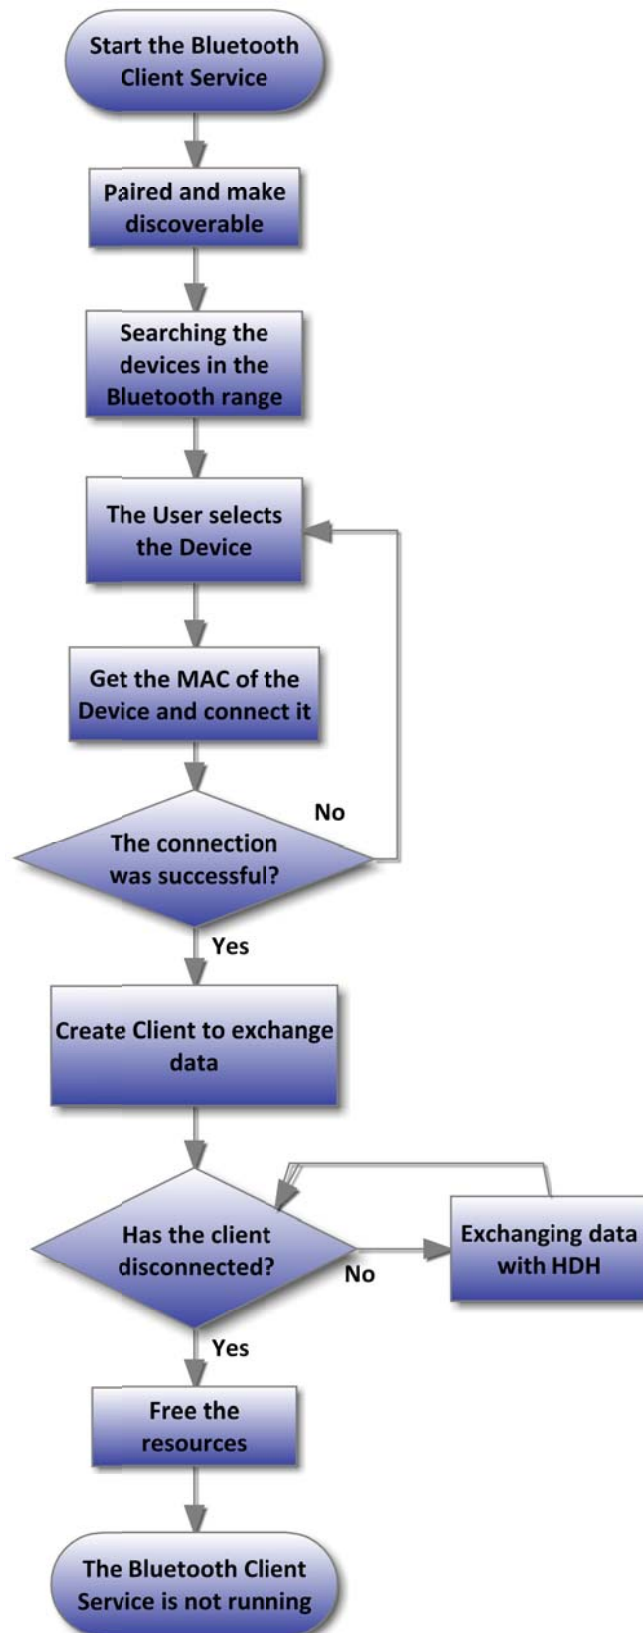 Start the Bluetooth
Client Service
Paired and make
discoverable
Searching the
devices in the
Bluetooth range
The User selects
the Device
Get the MAC of the
Device and connect it
No
The connection
was successful?
Yes
Create Client to exchange
data
Has the client
disconnected?
No
Exchanging data
with HDH
Yes
Free the
resources
The Bluetooth Client
Service is not running